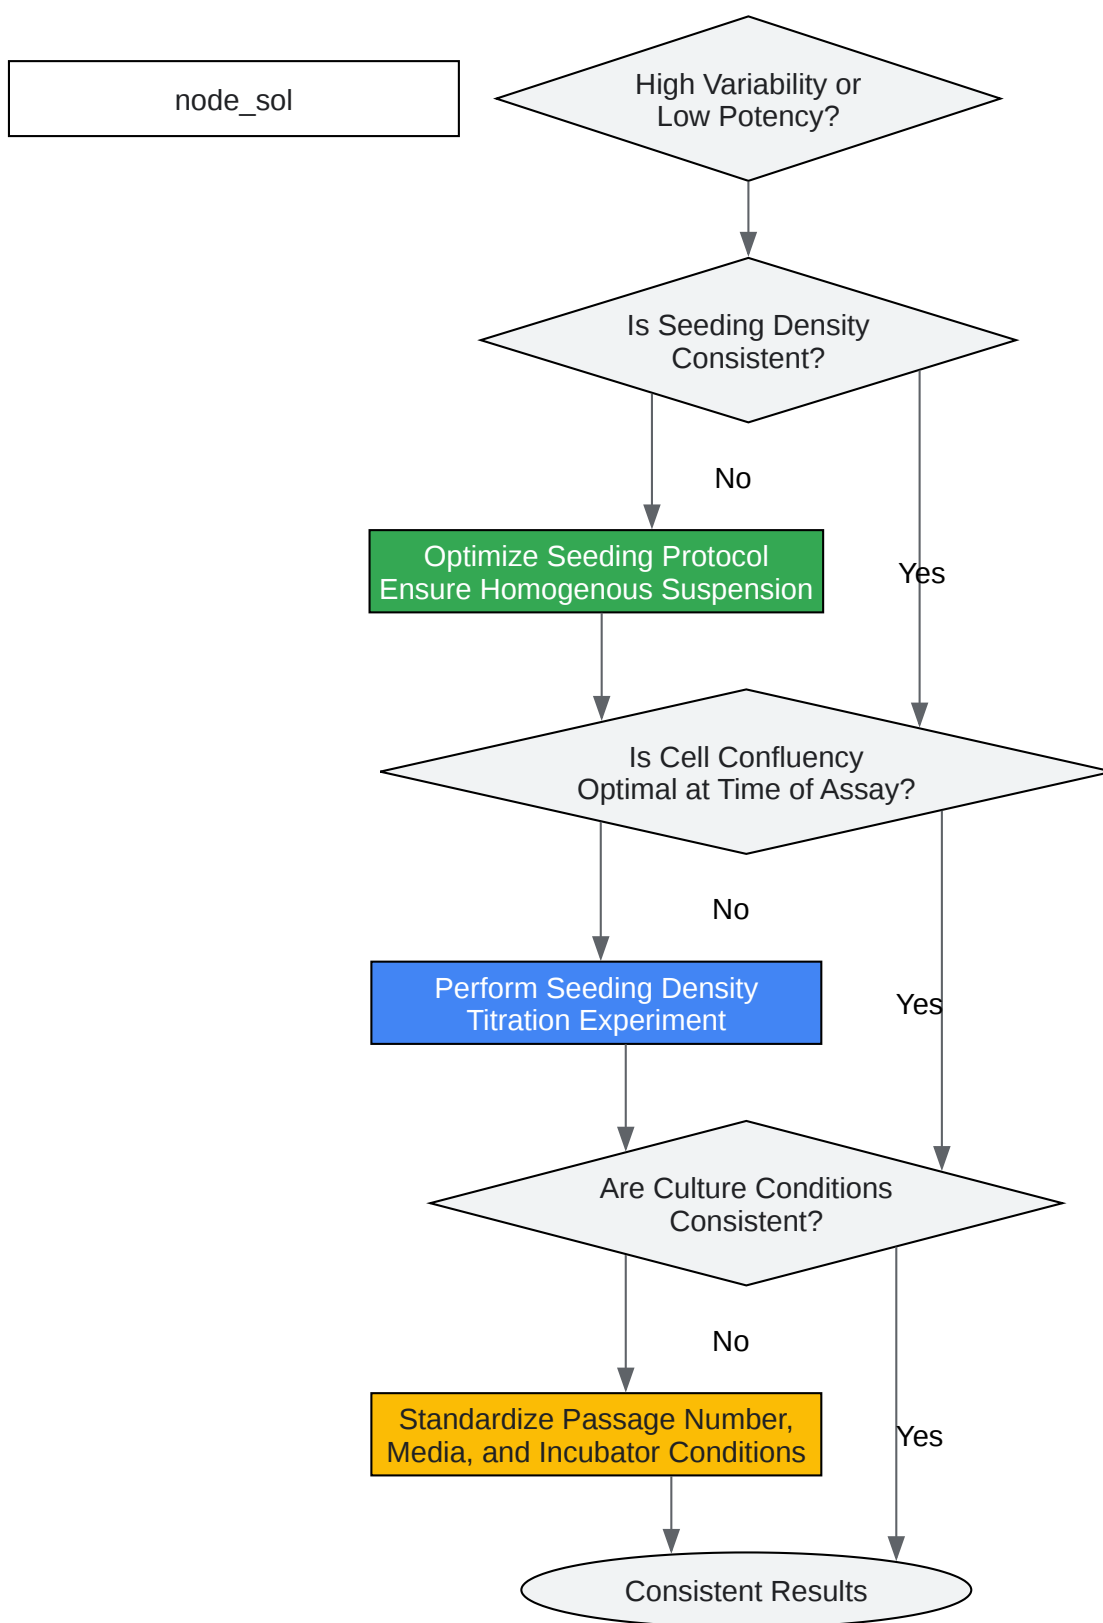 node_sol
High Variability or
Low Potency?
Is Seeding Density
Consistent?
No
Optimize Seeding Protocol
Ensure Homogenous Suspension
Yes
Is Cell Confluency
Optimal at Time of Assay?
No
Perform Seeding Density
Titration Experiment
Yes
Are Culture Conditions
Consistent?
No
Standardize Passage Number,
Media, and Incubator Conditions
Yes
Consistent Results